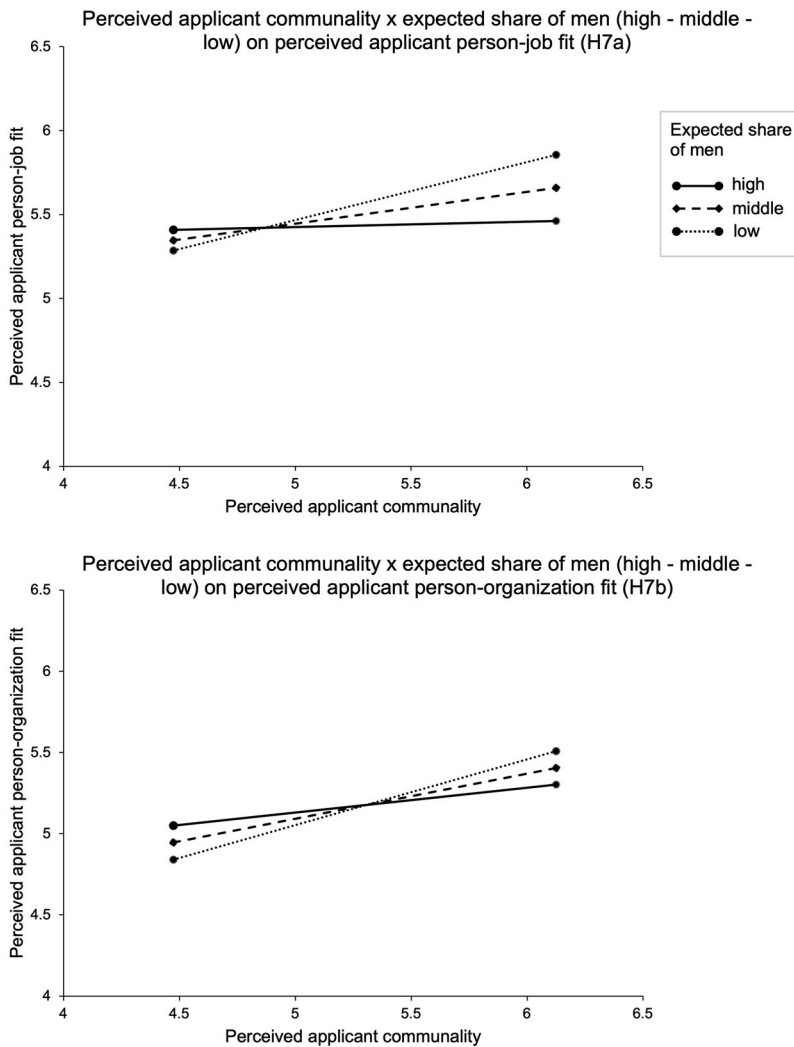 Perceived applicant communality x expected share of men (high - middle -
low) on perceived applicant person-job fit (H7a)
6.5
6
5.5
5
4.5
4
Perceived applicant person-job fit
4
4.5
5
5.5
6
6.5
Perceived applicant communality
Expected share
of men
high
middle
low
Perceived applicant communality x expected share of men (high - middle -
low) on perceived applicant person-organization fit (H7b)
6.5
6
5.5
5
4.5
4
Perceived applicant person-organization fit
4
4.5
5
5.5
6
6.5
Perceived applicant communality